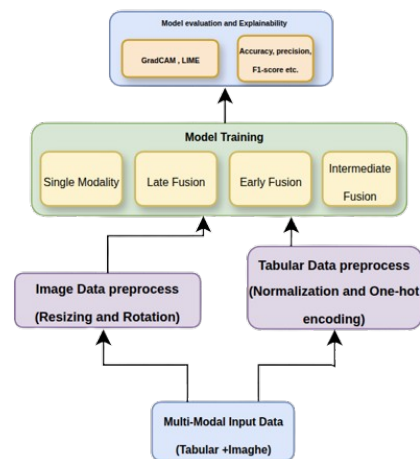 Model evaluation and Explainability
GradCAM , LIME
Accuracy, precision,
F1-score etc.
Model Training
Single Modality
Late Fusion
Early Fusion
Intermediate
Fusion
Image Data preprocess
(Resizing and Rotation)
Tabular Data preprocess
(Normalization and One-hot
encoding)
Multi-Modal Input Data
(Tabular +Imaghe)